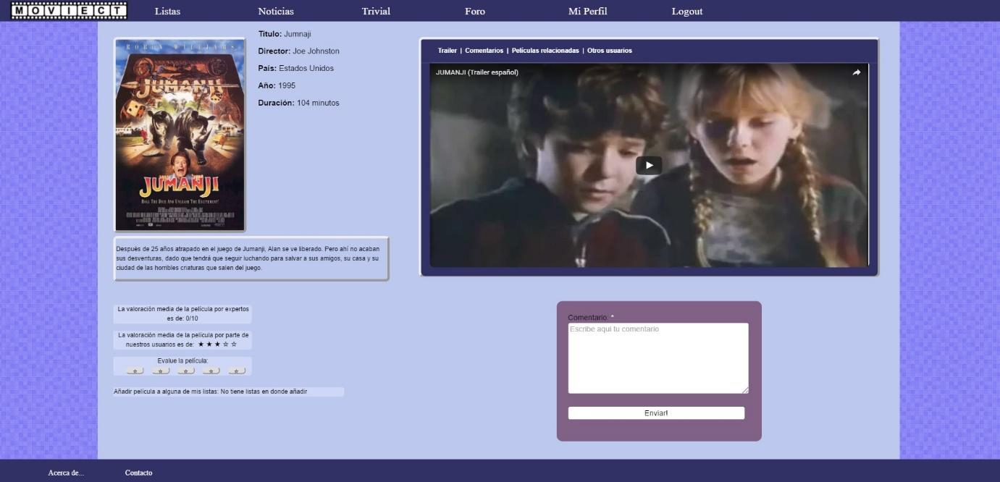 MOVIECT
Listas Noticias Trivial Foro Mi Perfil Logout
ROBIN WILLIAMS
JUMANJI
JUMANJI
ROLL THE DICE AND UNLEASH THE EXCITEMENT!
Titulo: Jumnaji
Director: Joe Johnston
País: Estados Unidos
Año: 1995
Duración: 104 minutos
Trailer | Comentarios | Películas relacionadas | Otros usuarios
JUMANJI (Trailer español)
Después de 25 años atrapado en el juego de Jumanji, Alan se ve liberado. Pero ahí no acaban
sus desventuras, dado que tendrá que seguir luchando para salvar a sus amigos, su casa y su
ciudad de las horribles criaturas que salen del juego.
La valoración media de la película por expertos
es de: 0/10
La valoración media de la película por parte de
nuestros usuarios es de: ★ ★ ★ ☆ ☆
Evalue la película:
☆ ☆ ☆ ☆ ☆
Añadir película a alguna de mis listas: No tiene listas en donde añadir
Comentario: *
Escribe aqui tu comentario
Enviar!
Acerca de... Contacto